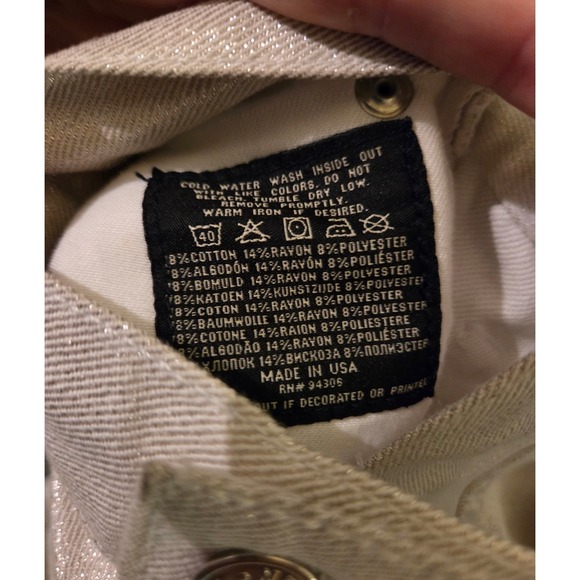 COLD WATER WASH INSIDE OUT
WITH LIKE COLORS. DO NOT
BLEACH. TUMBLE DRY LOW.
REMOVE PROMPTLY.
WARM IRON IF DESIRED.
40
8%COTTON 14%RAYON 8%POLYESTER
8%ALGODÓN 14%RAYÓN 8%POLIÉSTER
8%BOMULD 14%RAYON 8%POLYESTER
78%KATOEN 14%KUNSTZIJDE 8%POLYESTER
78%COTON 14%RAYON 8%POLYESTER
8%BAUMWOLLE 14%RAYON 8%POLYESTER
8%COTONE 14%RAION 8%POLIESTERE
8%ALGODÃO 14%RAYON 8%POLIÉSTER
ХЛОПОК 14%ВИСКОЗА 8%ПОЛИЭСТЕР
MADE IN USA
RN# 94306
OUT IF DECORATED OR PRINTED